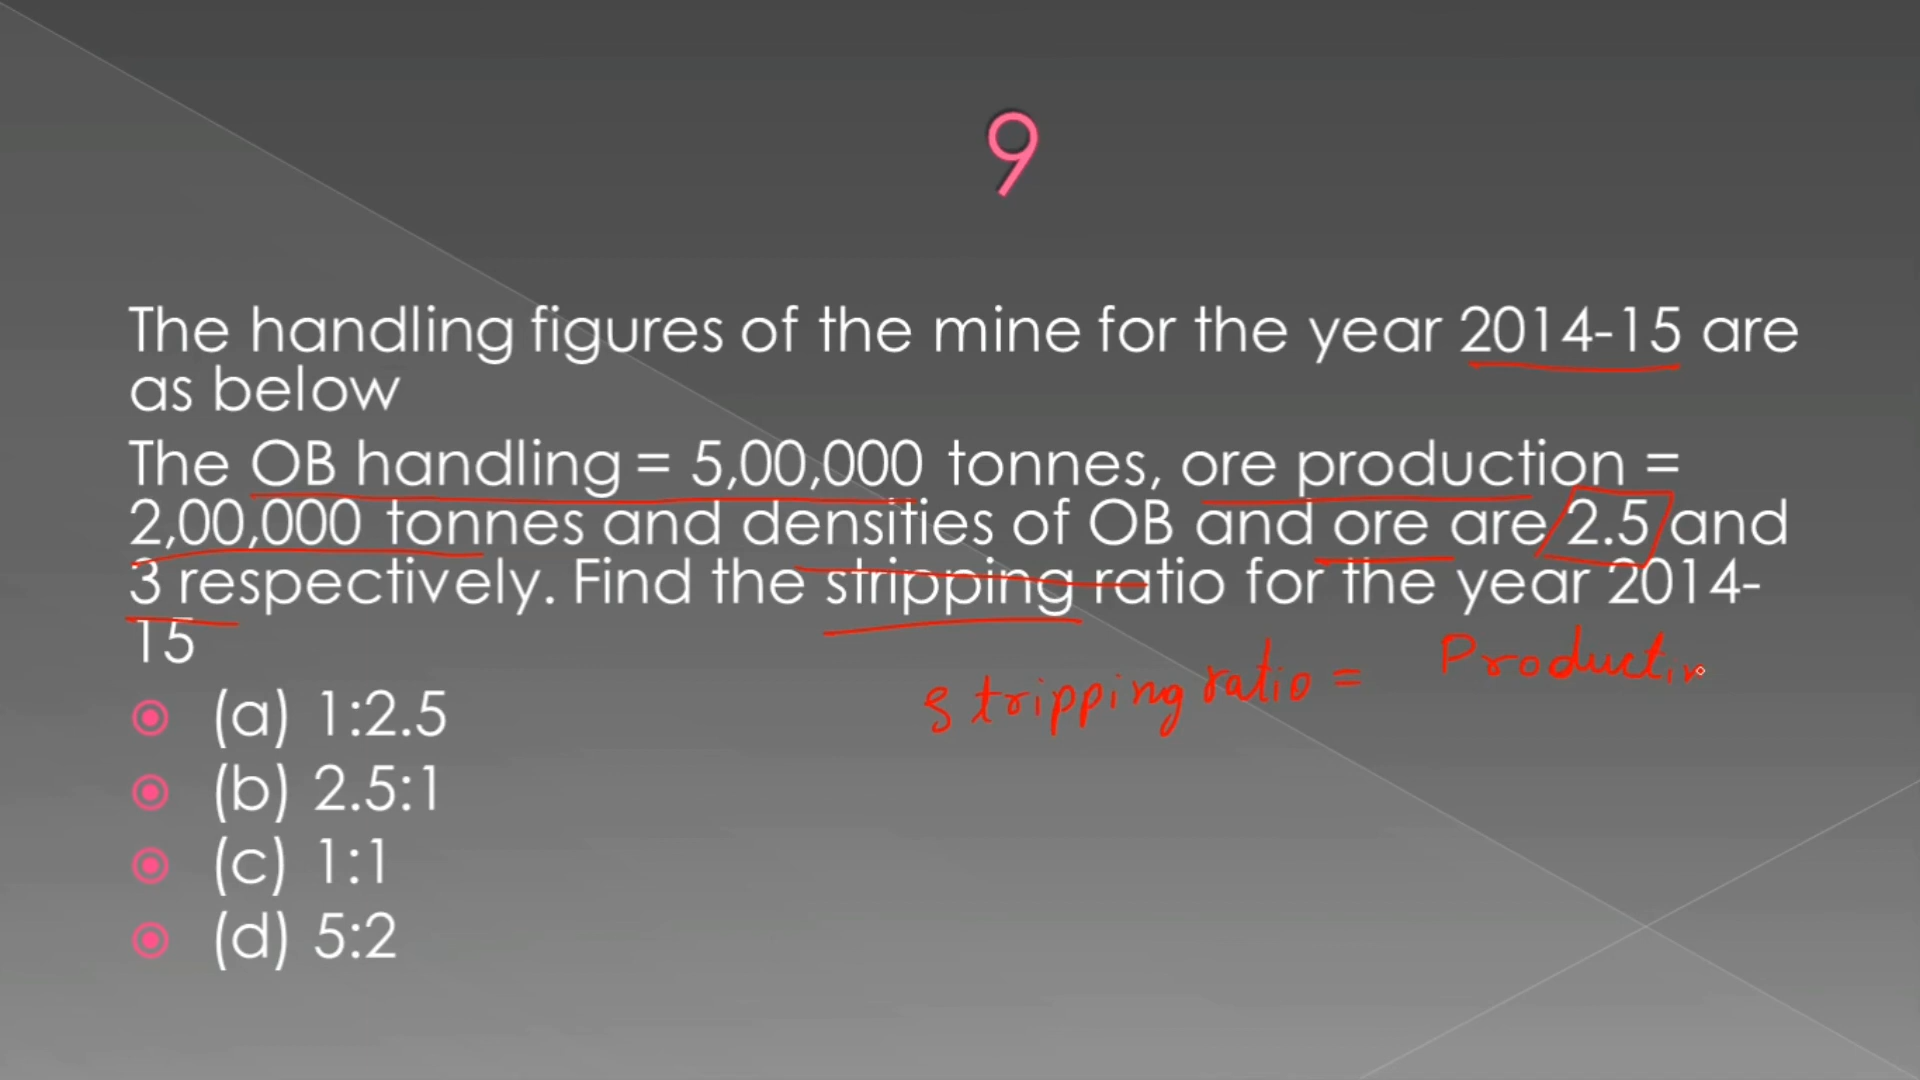 9
The handling figures of the mine for the year 2014-15 are
as below
The OB handling = 5,00,000 tonnes, ore production =
2,00,000 tonnes and densities of OB and ore are 2.5 and
3 respectively. Find the stripping ratio for the year 2014-
15
stripping ratio = Productin
(a) 1:2.5
(b) 2.5:1
(c) 1:1
(d) 5:2